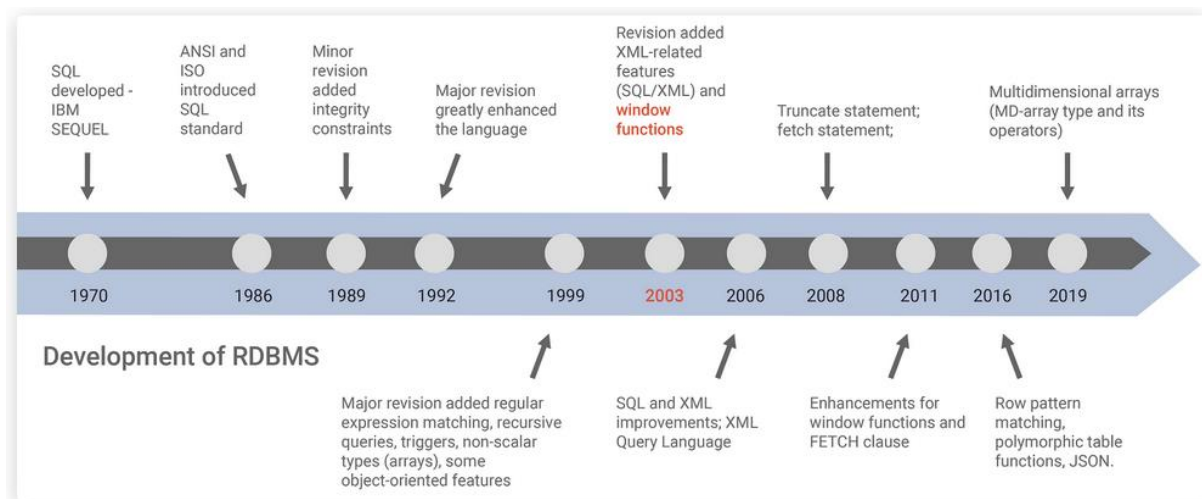 SQL
developed -
IBM
SEQUEL
ANSI and
ISO
introduced
SQL
standard
Minor
revision
added
integrity
constraints
Major revision
greatly enhanced
the language
Revision added
XML-related
features
(SQL/XML) and
window
functions
Truncate statement;
fetch statement;
Multidimensional arrays
(MD-array type and its
operators)
1970
1986
1989
1992
1999
2003
2006
2008
2011
2016
2019
Development of RDBMS
Major revision added regular
expression matching, recursive
queries, triggers, non-scalar
types (arrays), some
object-oriented features
SQL and XML
improvements; XML
Query Language
Enhancements for
window functions and
FETCH clause
Row pattern
matching,
polymorphic table
functions, JSON.